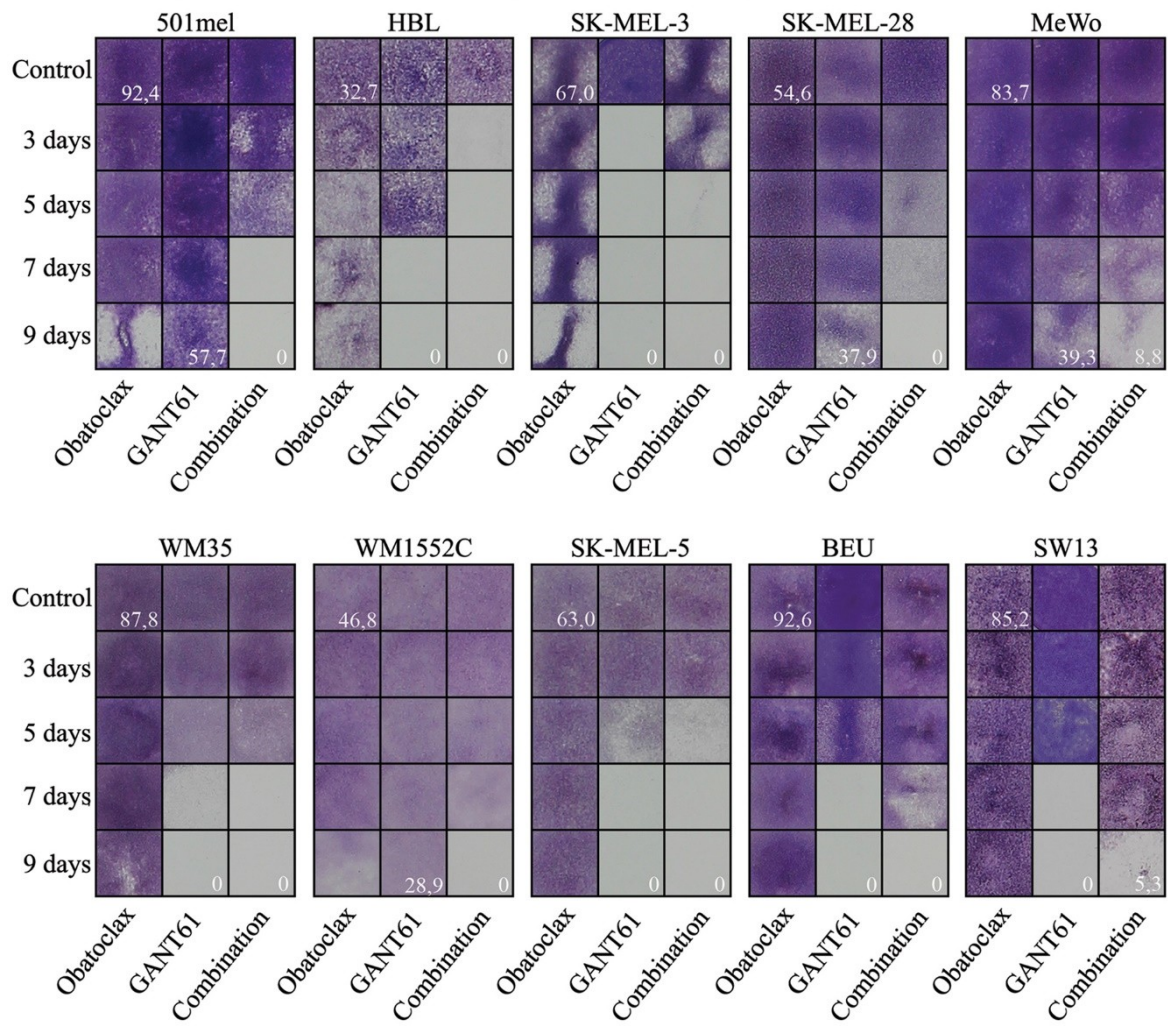 501mel HBL SK-MEL-3 SK-MEL-28 MeWo
Control 92,4 32,7 67,0 54,6 83,7
3 days
5 days
7 days
9 days 57,7 0 0 0 0 0 37,9 0 39,3 8,8
Obatoclax GANT61 Combination Obatoclax GANT61 Combination Obatoclax GANT61 Combination Obatoclax GANT61 Combination Obatoclax GANT61 Combination
WM35 WM1552C SK-MEL-5 BEU SW13
Control 87,8 46,8 63,0 92,6 85,2
3 days
5 days
7 days
9 days 0 0 28,9 0 0 0 0 0 0 5,3
Obatoclax GANT61 Combination Obatoclax GANT61 Combination Obatoclax GANT61 Combination Obatoclax GANT61 Combination Obatoclax GANT61 Combination